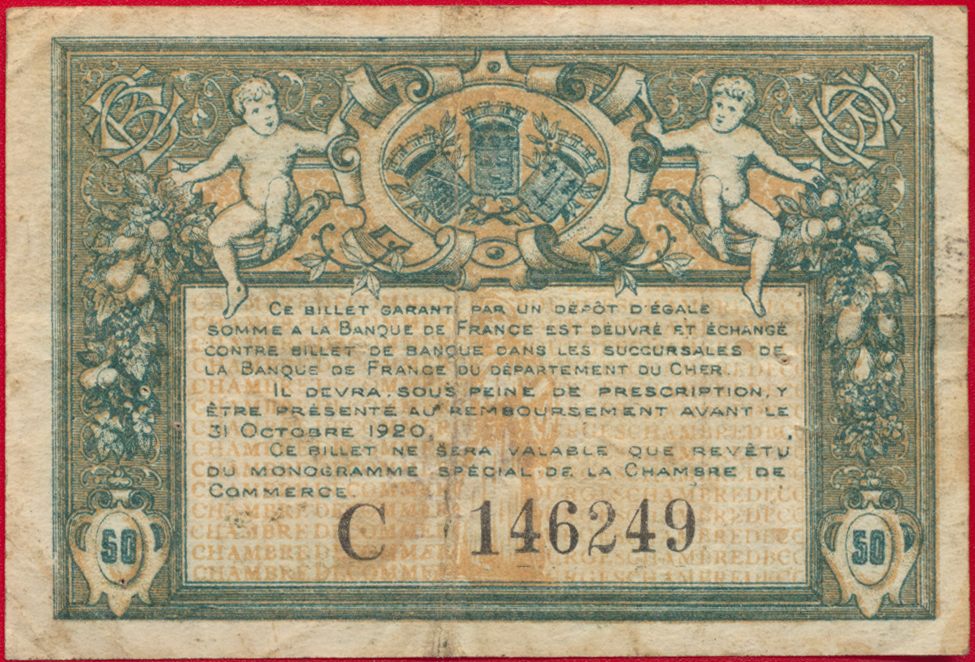 CE BILLET GARANTI PAR UN DÉPÔT D'ÉGALE
SOMME A LA BANQUE DE FRANCE EST DÉLIVRÉ ET ÉCHANGÉ
CONTRE BILLET DE BANQUE DANS LES SUCCURSALES DE
LA BANQUE DE FRANCE DU DÉPARTEMENT DU CHER
IL DEVRA, SOUS PEINE DE PRESCRIPTION, Y
ÊTRE PRÉSENTÉ AU REMBOURSEMENT AVANT LE
31 OCTOBRE 1920.
CE BILLET NE SERA VALABLE QUE REVÊTU
DU MONOGRAMME SPÉCIAL DE LA CHAMBRE DE
COMMERCE
C 146249
50
50